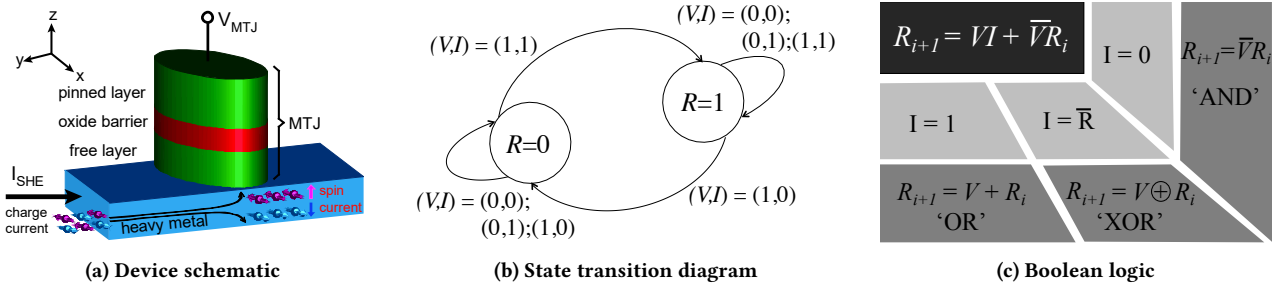 z
y
x
V_MTJ
pinned layer
oxide barrier
free layer
MTJ
I_SHE
charge
current
heavy metal
spin
current
(a) Device schematic
(V,I) = (1,1)
(V,I) = (0,0);
(0,1);(1,1)
R=1
R=0
(V,I) = (0,0);
(0,1);(1,0)
(V,I) = (1,0)
(b) State transition diagram
R_{i+1} = VI + V̅R_i
I = 0
R_{i+1} = V̅R_i
'AND'
I = 1
I = R̅
R_{i+1} = V + R_i
'OR'
R_{i+1} = V⊕R_i
'XOR'
(c) Boolean logic